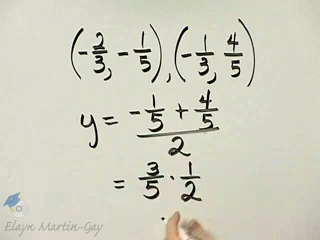 (-2/3, -1/5), (-1/3, 4/5)
y = (-1/5 + 4/5)/2
= 3/5 · 1/2
Elayn Martin-Gay